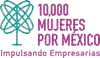 10,000
MUJERES
POR MÉXICO
Impulsando Empresarias